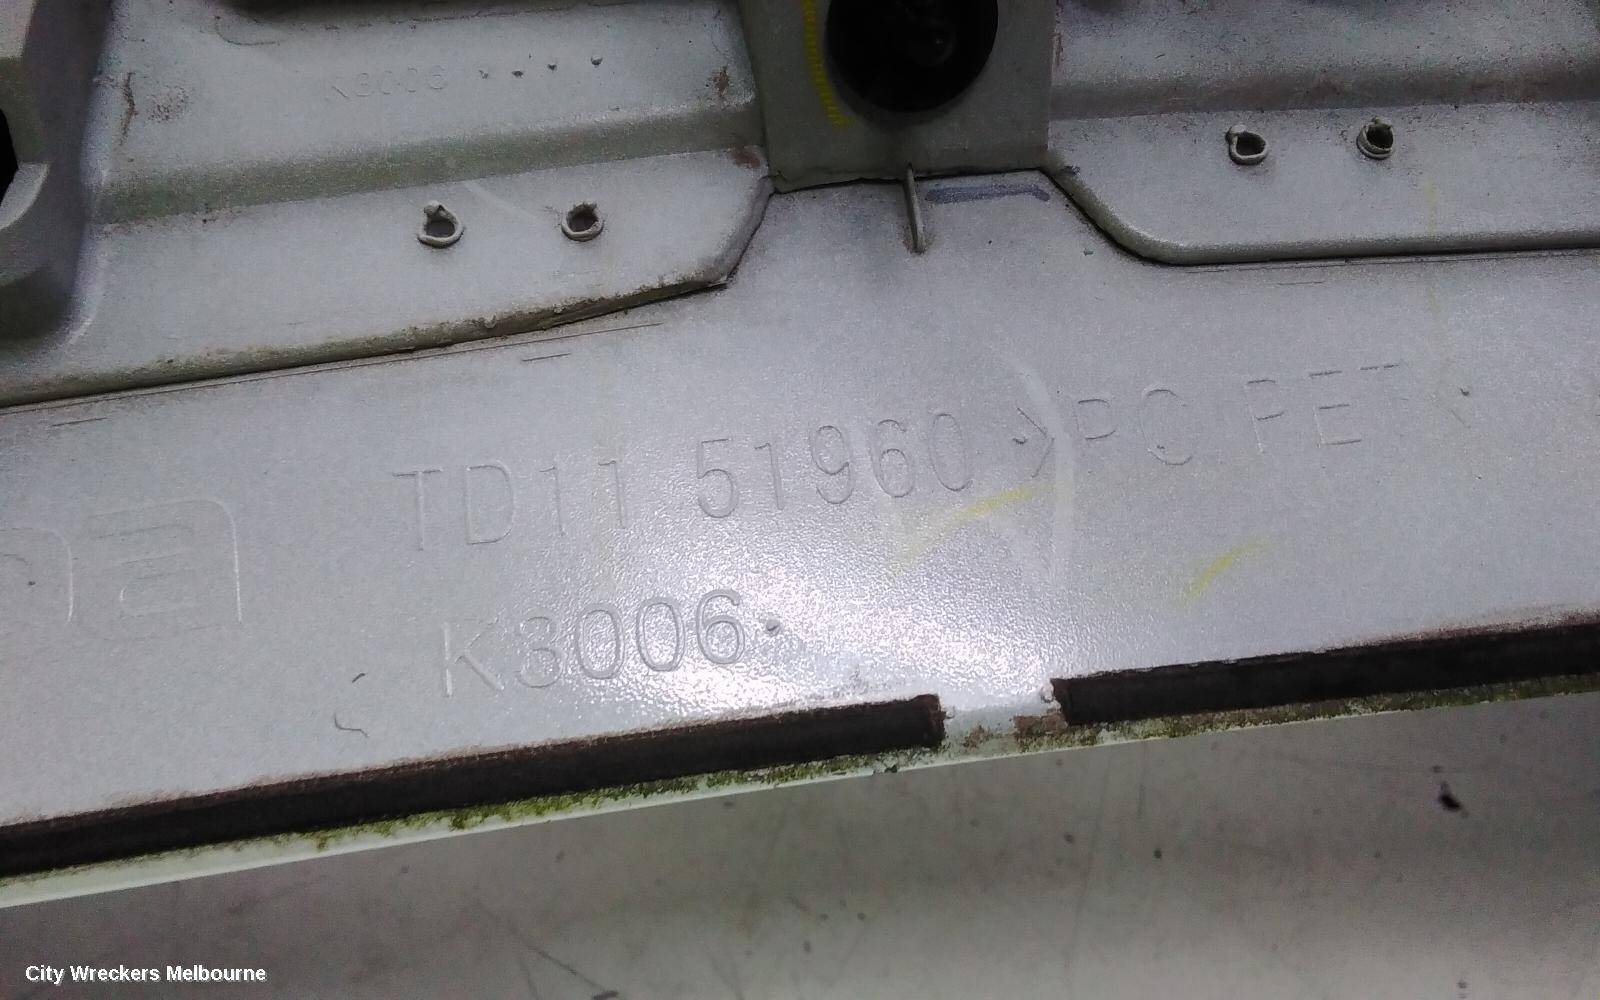 K3006
TD11 51960 >PC/PET<
K3006
City Wreckers Melbourne